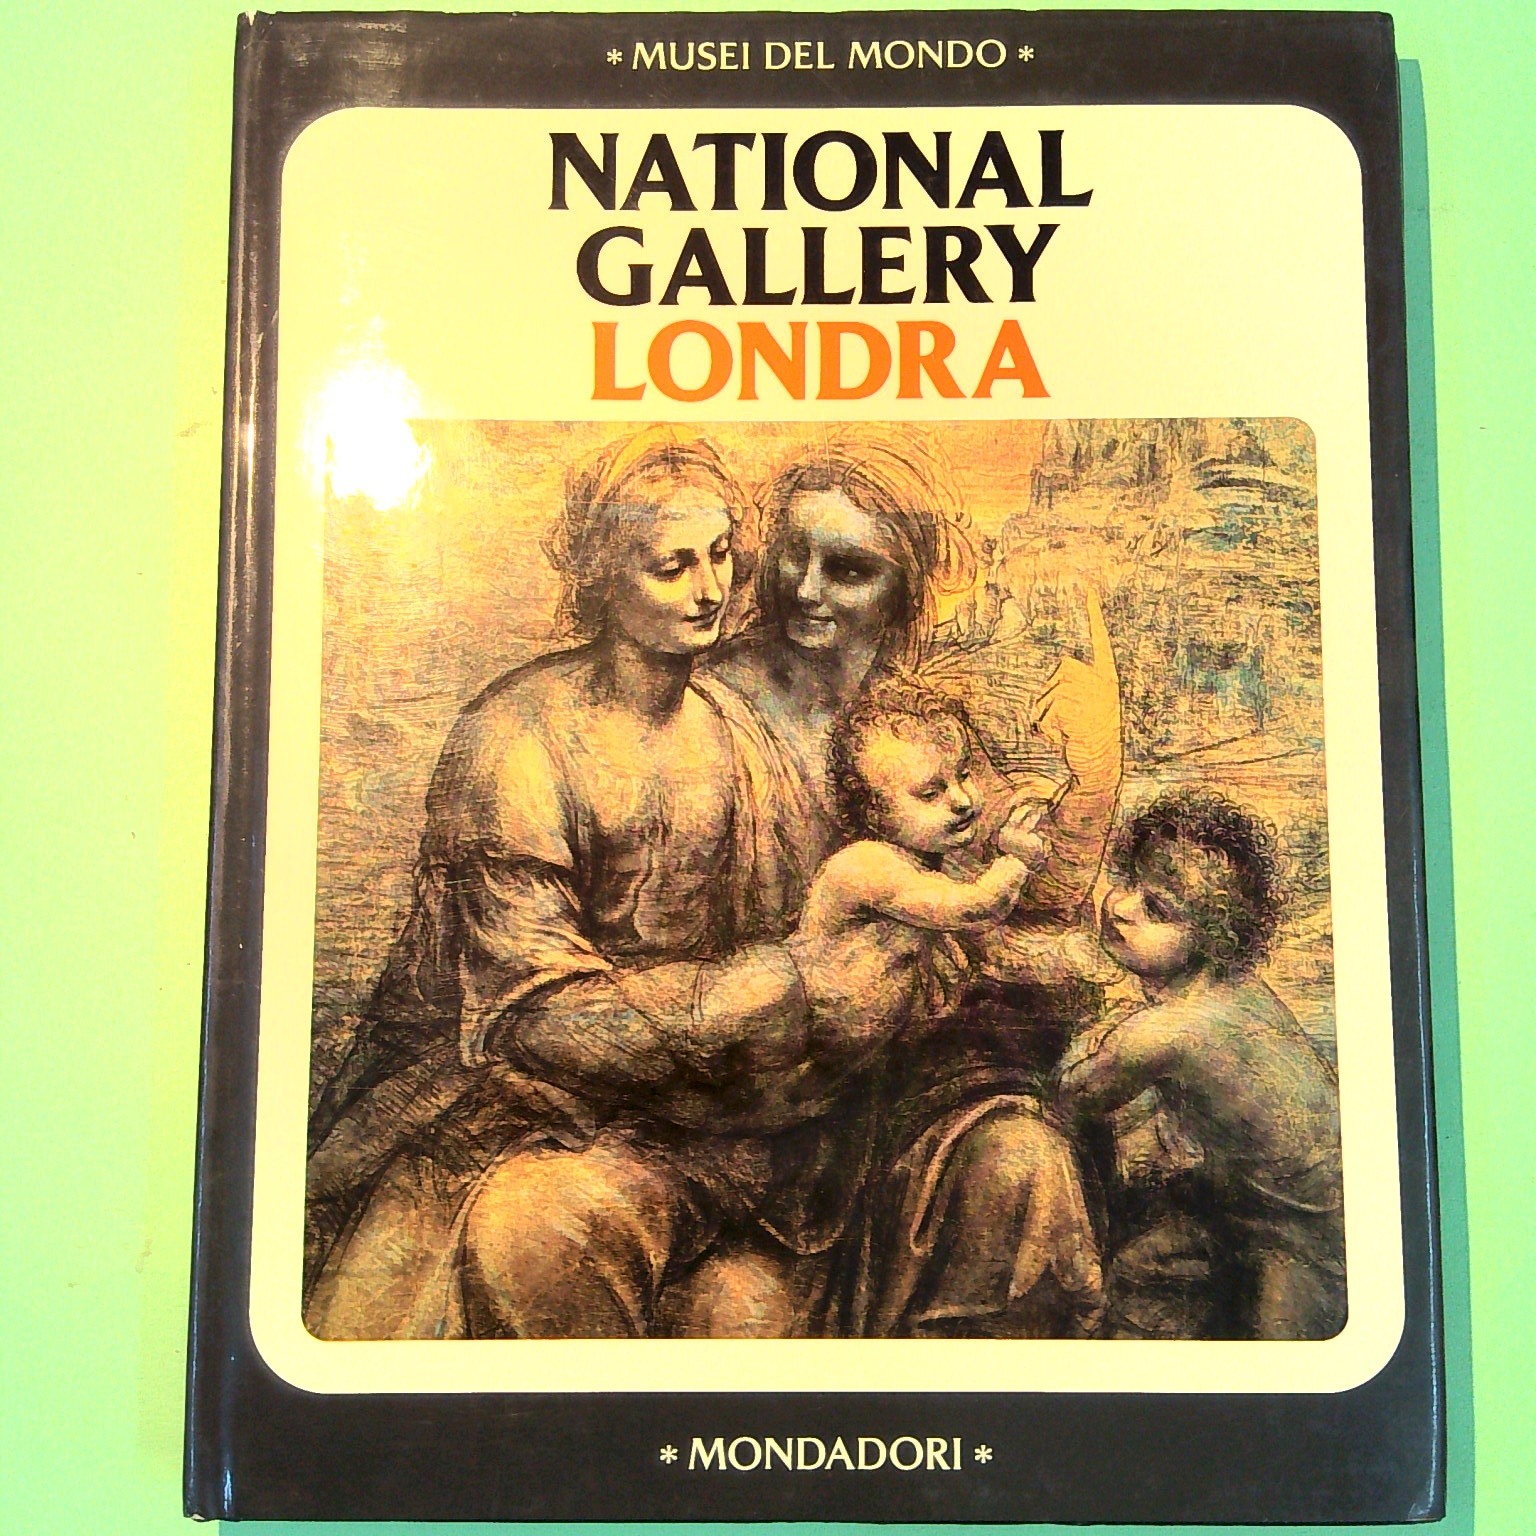 * MUSEI DEL MONDO *
NATIONAL
GALLERY
LONDRA
* MONDADORI *